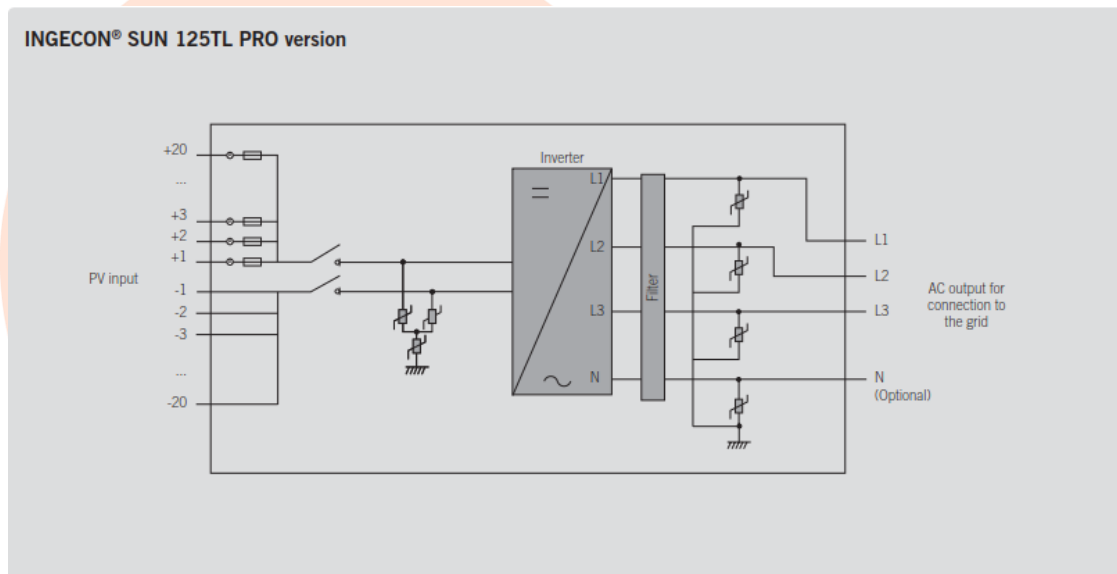 INGECON® SUN 125TL PRO version
+20
...
+3
+2
+1
PV input
-1
-2
-3
...
-20
Inverter
L1
L2
L3
N
Filter
L1
L2
L3
AC output for
connection to
the grid
N
(Optional)